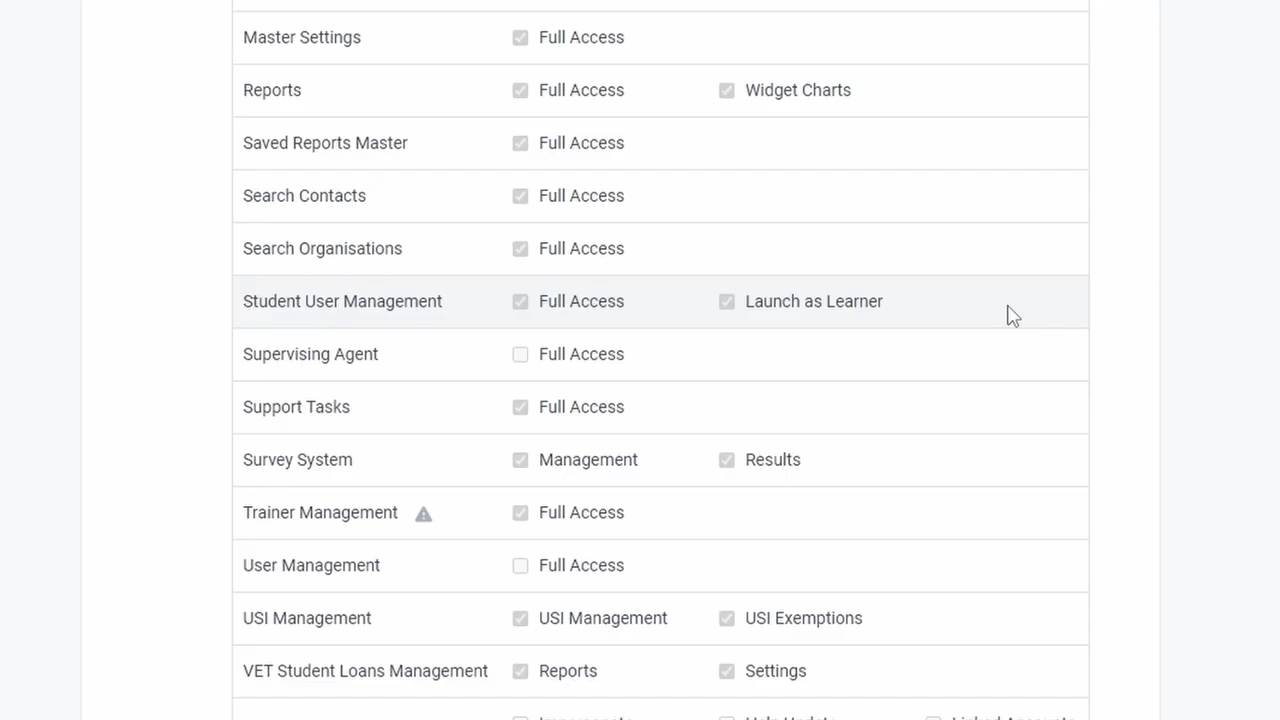 Master Settings Full Access
Reports Full Access Widget Charts
Saved Reports Master Full Access
Search Contacts Full Access
Search Organisations Full Access
Student User Management Full Access Launch as Learner
Supervising Agent Full Access
Support Tasks Full Access
Survey System Management Results
Trainer Management Full Access
User Management Full Access
USI Management USI Management USI Exemptions
VET Student Loans Management Reports Settings